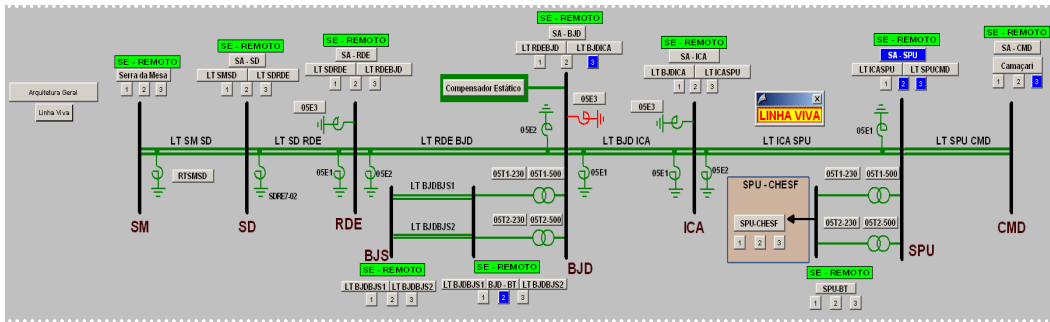 SE - REMOTO
SA - BJD
LT RDEBJD LT BJDICA
1 2 3
SE - REMOTO
SA - RDE
LT SDRDE LT RDEBJD
1 2 3
SE - REMOTO
SA - ICA
LT BJDICA LT ICASPU
1 2 3
SE - REMOTO
SA - SPU
LT ICASPU LT SPUCMD
1 2 3
SE - REMOTO
SA - CMD
Camaçari
1 2 3
SE - REMOTO
Serra da Mesa
1 2 3
SE - REMOTO
SA - SD
LT SMSD LT SDRDE
1 2 3
Arquitetura Geral
Linha Viva
Compensador Estático
LINHA VIVA
05E3
05E2
05E3
05E3
05E1
LT SM SD
LT SD RDE
LT RDE BJD
LT BJD ICA
LT ICA SPU
LT SPU CMD
RTSMSD
SDRE7-02
05E1
05E2
05E1
05E2
LT BJDBJS1
05T1-230 05T1-500
LT BJDBJS2
05T2-230 05T2-500
SPU - CHESF
SPU-CHESF
1 2 3
05T1-230 05T1-500
05T2-230 05T2-500
SM
SD
RDE
BJS
BJD
ICA
SPU
CMD
SE - REMOTO
LT BJDBJS1 LT BJDBJS2
1 2 3
SE - REMOTO
LT BJDBJS1 BJD - BT LT BJDBJS2
1 2 3
SE - REMOTO
SPU-BT
1 2 3